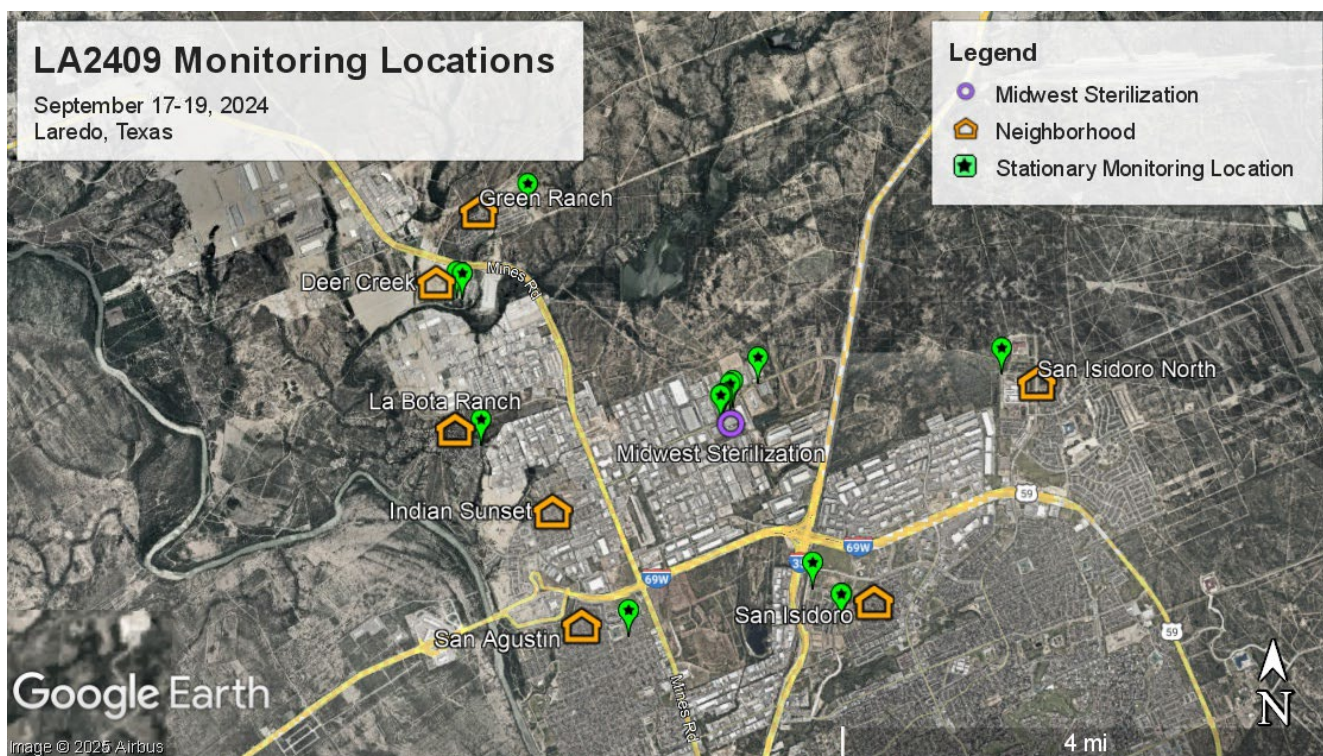 LA2409 Monitoring Locations
September 17-19, 2024
Laredo, Texas
Legend
Midwest Sterilization
Neighborhood
Stationary Monitoring Location
Green Ranch
Deer Creek
Mines Rd
San Isidoro North
La Bota Ranch
Midwest Sterilization
59
Indian Sunset
69W
69W
San Isidoro
59
San Agustin
Mines Rd
Google Earth
N
Image © 2025 Airbus
4 mi